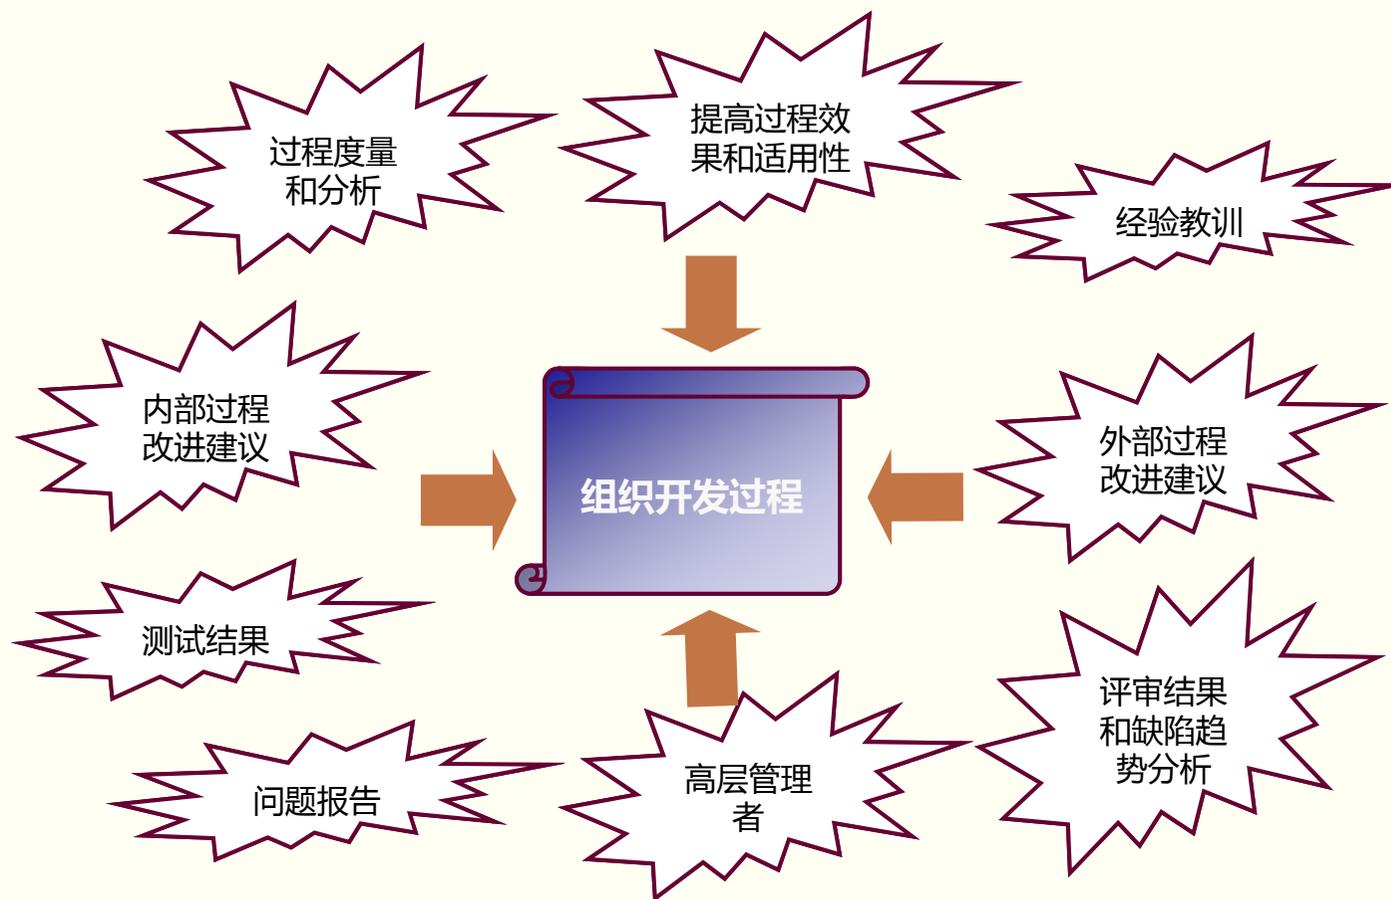 过程度量
和分析
提高过程效
果和适用性
经验教训
内部过程
改进建议
组织开发过程
外部过程
改进建议
测试结果
评审结果
和缺陷趋
势分析
问题报告
高层管理
者